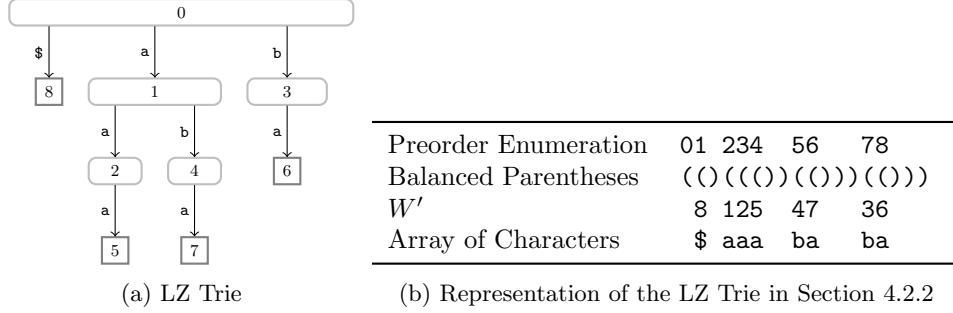 0
$ a b
8 1 3
a b a
2 4 6
a a
5 7
(a) LZ Trie
Preorder Enumeration 01 234 56 78
Balanced Parentheses (()((())(()))(()))
W′ 8 125 47 36
Array of Characters $ aaa ba ba
(b) Representation of the LZ Trie in Section 4.2.2